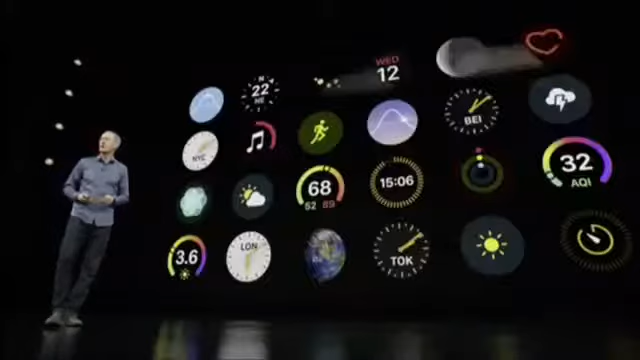 WED
12
N
22
NE
BEI
NYC
32
AQI
68
52 89
15:06
3.6
LON
TOK